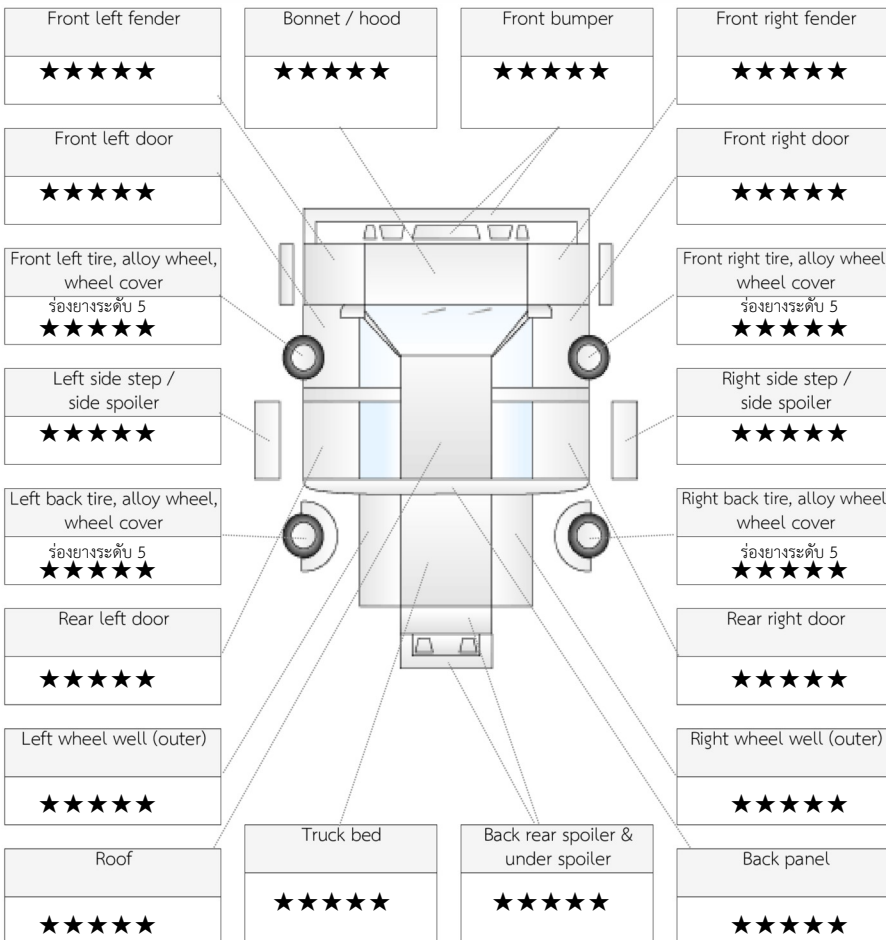 Front left fender
★★★★★
Bonnet / hood
★★★★★
Front bumper
★★★★★
Front right fender
★★★★★
Front left door
★★★★★
Front right door
★★★★★
Front left tire, alloy wheel,
wheel cover
ร่องยางระดับ 5
★★★★★
Front right tire, alloy wheel
wheel cover
ร่องยางระดับ 5
★★★★★
Left side step /
side spoiler
★★★★★
Right side step /
side spoiler
★★★★★
Left back tire, alloy wheel,
wheel cover
ร่องยางระดับ 5
★★★★★
Right back tire, alloy wheel
wheel cover
ร่องยางระดับ 5
★★★★★
Rear left door
★★★★★
Rear right door
★★★★★
Left wheel well (outer)
★★★★★
Right wheel well (outer)
★★★★★
Roof
★★★★★
Truck bed
★★★★★
Back rear spoiler &
under spoiler
★★★★★
Back panel
★★★★★